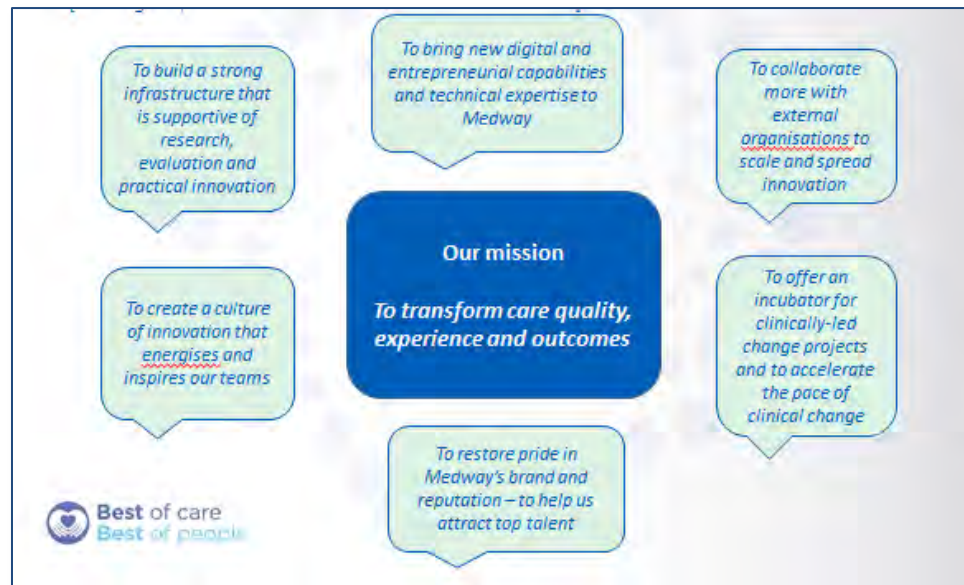 To build a strong
infrastructure that
is supportive of
research,
evaluation and
practical innovation
To bring new digital and
entrepreneurial capabilities
and technical expertise to
Medway
To collaborate
more with
external
organisations to
scale and spread
innovation
Our mission
To transform care quality,
experience and outcomes
To create a culture
of innovation that
energises and
inspires our teams
To offer an
incubator for
clinically-led
change projects
and to accelerate
the pace of
clinical change
To restore pride in
Medway's brand and
reputation – to help us
attract top talent
Best of care
Best of people